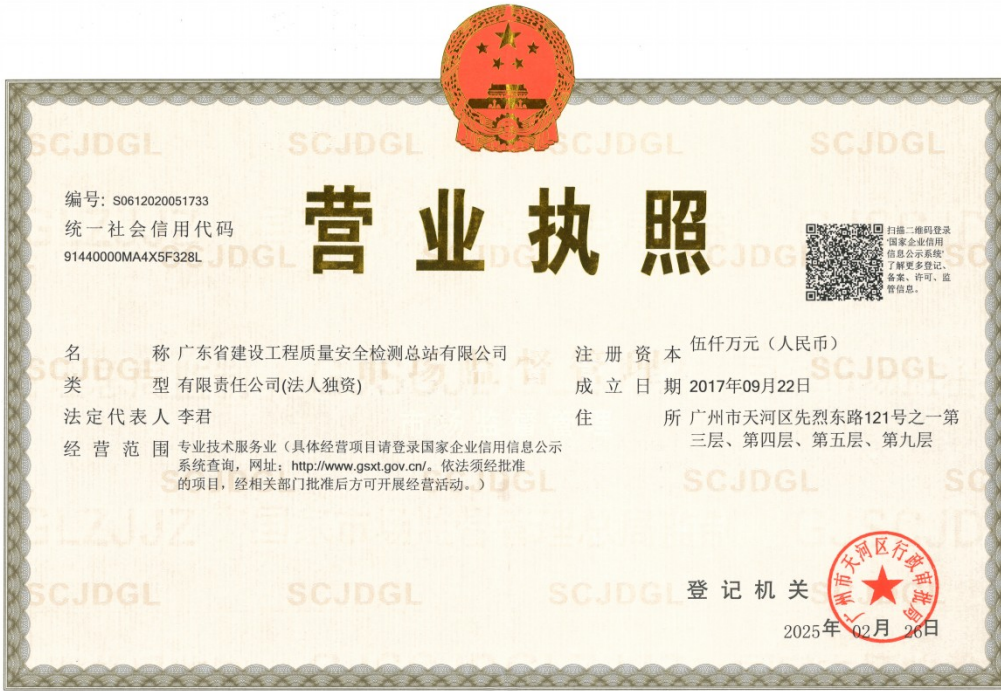 编号: S0612020051733
统一社会信用代码
91440000MA4X5F328L
营业执照
扫描二维码登录
'国家企业信用
信息公示系统'
了解更多登记、
备案、许可、监
管信息。
名称 广东省建设工程质量安全检测总站有限公司
类型 有限责任公司(法人独资)
法定代表人 李君
经营范围 专业技术服务业（具体经营项目请登录国家企业信用信息公示
系统查询，网址：http://www.gsxt.gov.cn/。依法须经批准
的项目，经相关部门批准后方可开展经营活动。）
注册资本 伍仟万元（人民币）
成立日期 2017年09月22日
住所 广州市天河区先烈东路121号之一第
三层、第四层、第五层、第九层
登记机关
广州市天河区行政审批局
2025年 02月 26日
SCJDGL